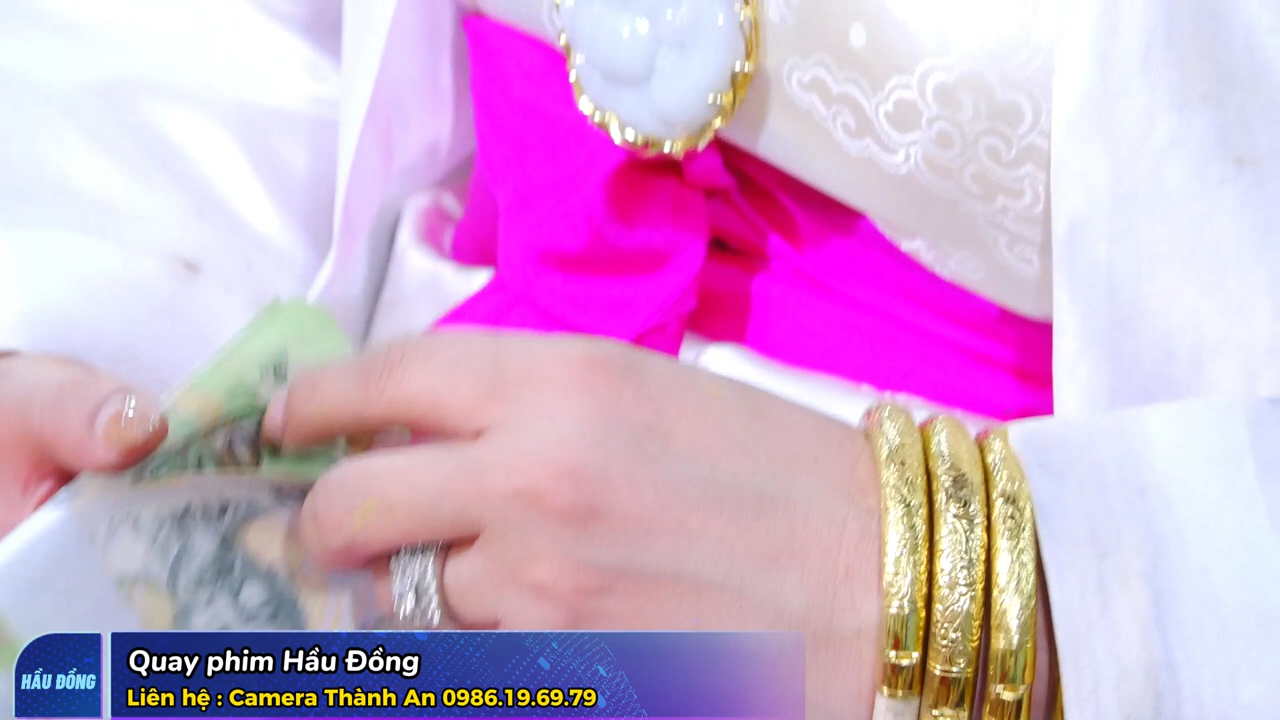 HẦU ĐỒNG
Quay phim Hầu Đồng
Liên hệ : Camera Thành An 0986.19.69.79